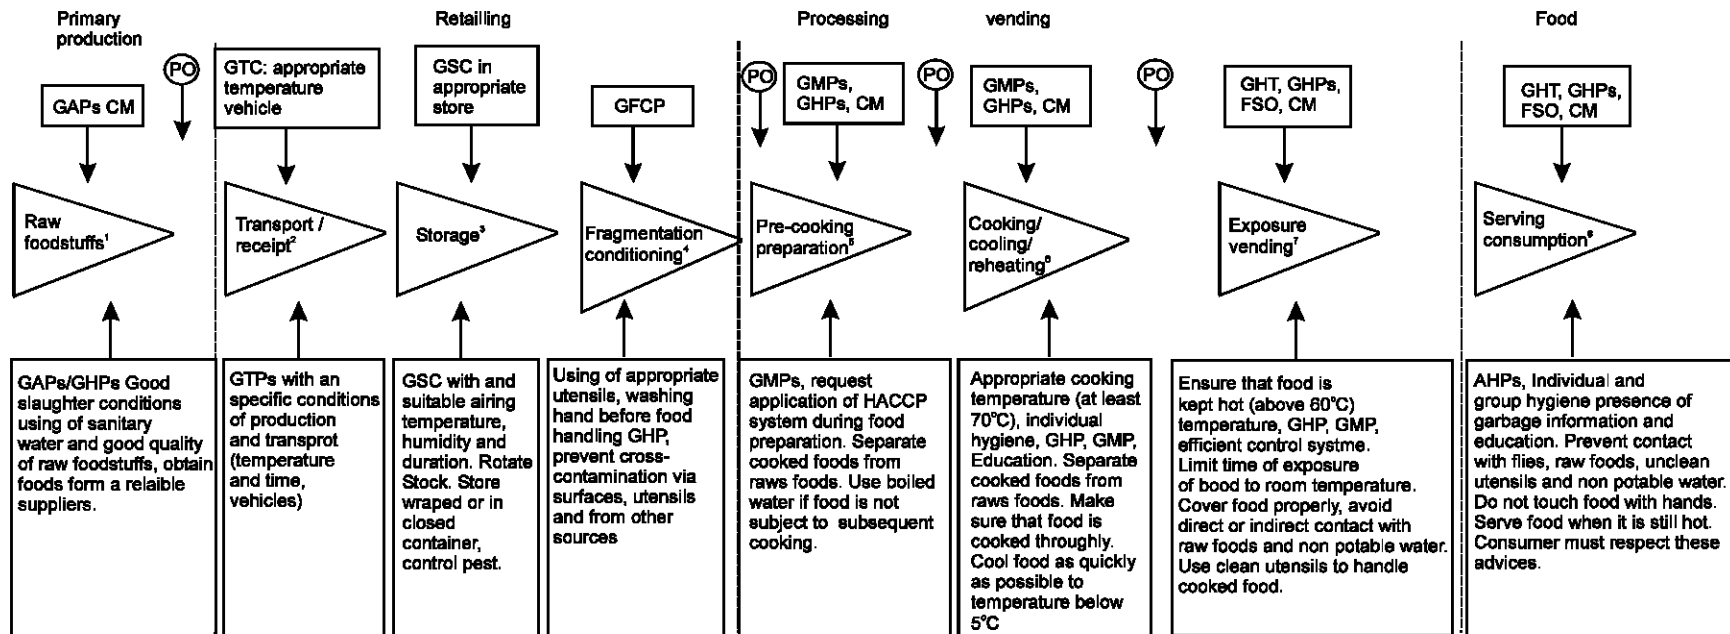 Primary
production
Retailling
Processing
vending
Food
PO
GAPs CM
GTC: appropriate
temperature
vehicle
GSC in
appropriate
store
GFCP
PO
GMPs,
GHPs, CM
PO
GMPs,
GHPs, CM
PO
GHT, GHPs,
FSO, CM
GHT, GHPs,
FSO, CM
Raw
foodstuffs¹
Transport /
receipt²
Storage³
Fragmentation
conditioning⁴
Pre-cooking
preparation⁵
Cooking/
cooling/
reheating⁶
Exposure
vending⁷
Serving
consumption⁸
GAPs/GHPs Good
slaughter conditions
using of sanitary
water and good quality
of raw foodstuffs, obtain
foods form a relaible
suppliers.
GTPs with an
specific conditions
of production
and transprot
(temperature
and time,
vehicles)
GSC with and
suitable airing
temperature,
humidity and
duration. Rotate
Stock. Store
wraped or in
closed
container,
control pest.
Using of appropriate
utensils, washing
hand before food
handling GHP,
prevent cross-
contamination via
surfaces, utensils
and from other
sources
GMPs, request
application of HACCP
system during food
preparation. Separate
cooked foods from
raws foods. Use boiled
water if food is not
subject to subsequent
cooking.
Appropriate cooking
temperature (at least
70°C), individual
hygiene, GHP, GMP,
Education. Separate
cooked foods from
raws foods. Make
sure that food is
cooked throughly.
Cool food as quickly
as possible to
temperature below
5°C
Ensure that food is
kept hot (above 60°C)
temperature, GHP, GMP,
efficient control systme.
Limit time of exposure
of bood to room temperature.
Cover food properly, avoid
direct or indirect contact with
raw foods and non potable water.
Use clean utensils to handle
cooked food.
AHPs, Individual and
group hygiene presence of
garbage information and
education. Prevent contact
with flies, raw foods, unclean
utensils and non potable water.
Do not touch food with hands.
Serve food when it is still hot.
Consumer must respect these
advices.